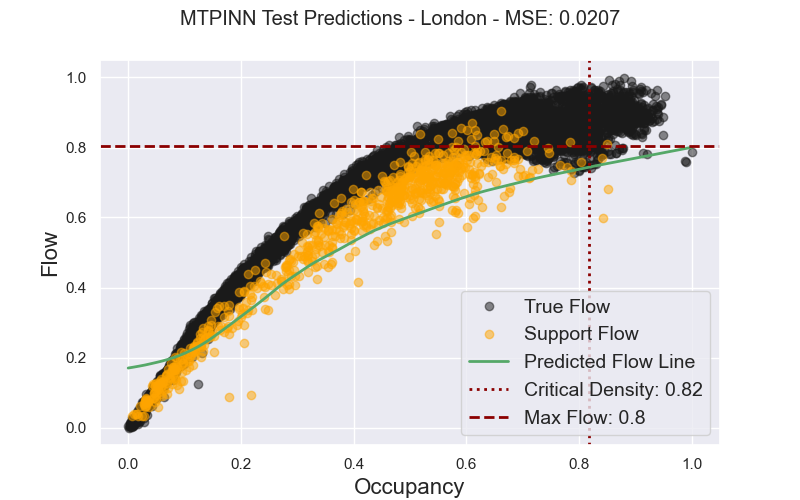 MTPINN Test Predictions - London - MSE: 0.0207
Flow
1.0
0.8
0.6
0.4
0.2
0.0
True Flow
Support Flow
Predicted Flow Line
Critical Density: 0.82
Max Flow: 0.8
0.0 0.2 0.4 0.6 0.8 1.0
Occupancy